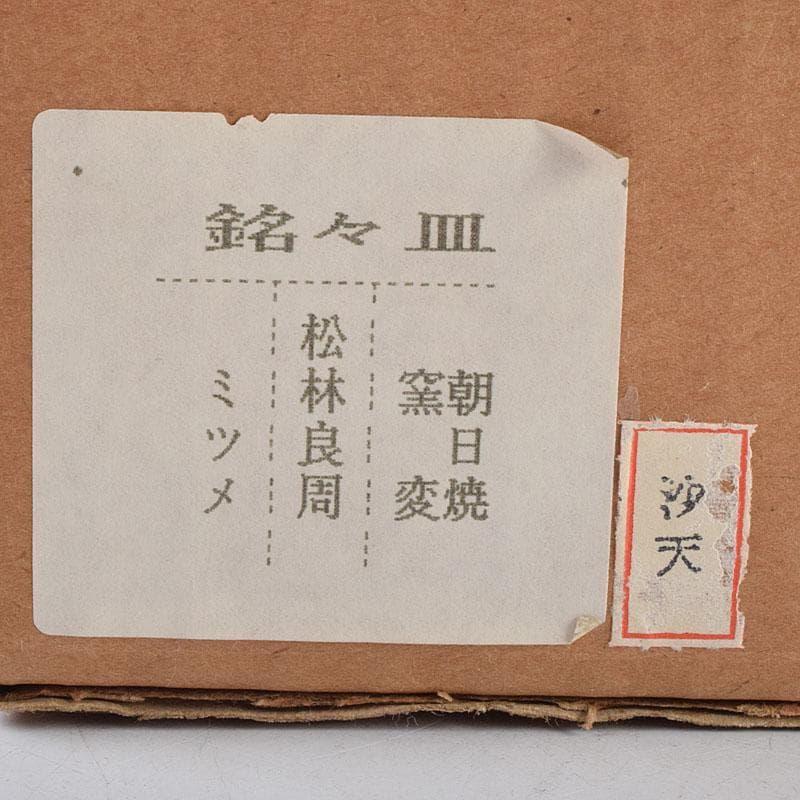 銘々皿
朝日焼
窯変
松林良周
ミツメ
沙天